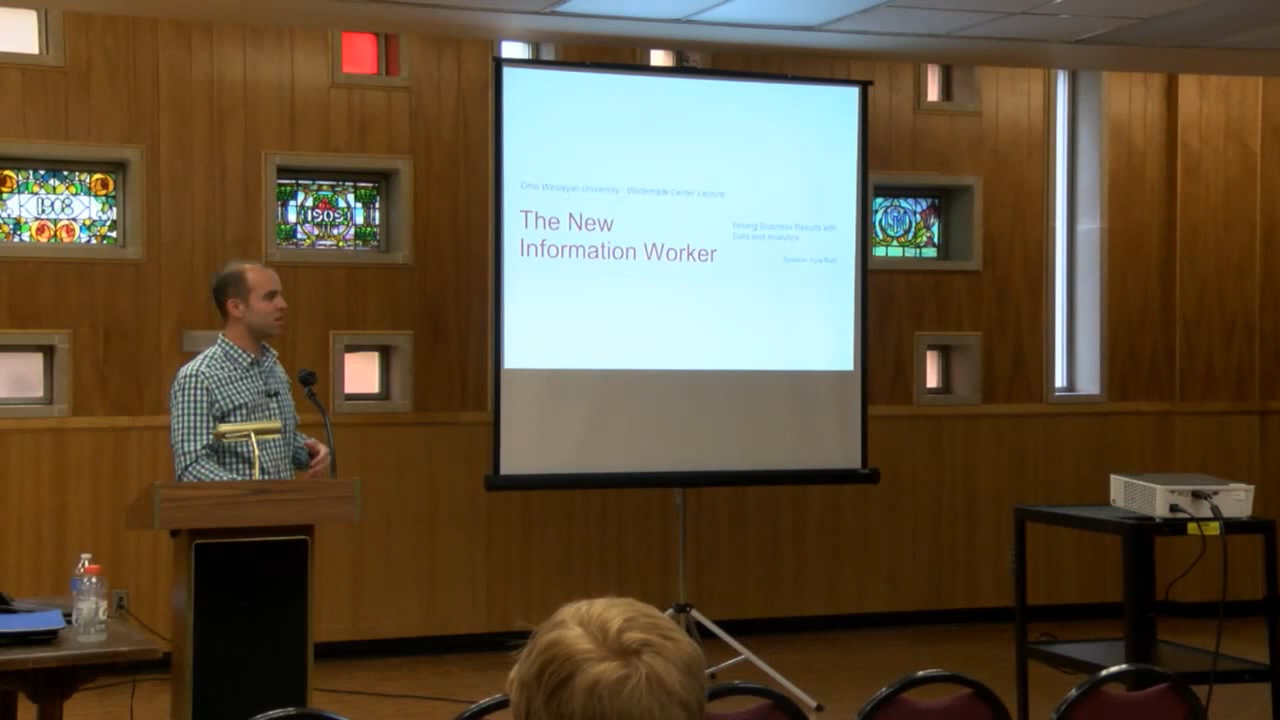 Ohio Wesleyan University - Woltemade Center Lecture
The New
Information Worker
Driving Business Results with
Data and Analytics
Speaker:
1908
1909